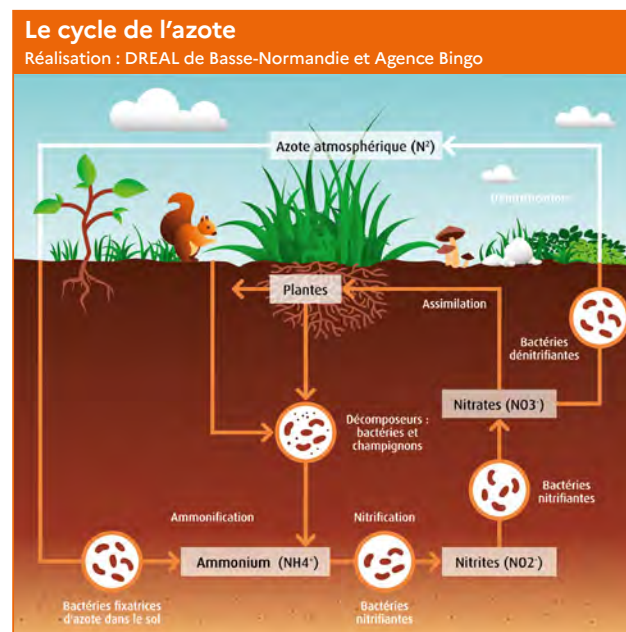 Le cycle de l'azote
Réalisation : DREAL de Basse-Normandie et Agence Bingo
Azote atmosphérique (N²)
Dénitrification
Plantes
Assimilation
Bactéries
dénitrifiantes
Nitrates (NO3⁻)
Décomposeurs :
bactéries et
champignons
Bactéries
nitrifiantes
Ammonification
Nitrification
Ammonium (NH4⁺)
Nitrites (NO2⁻)
Bactéries fixatrices
d'azote dans le sol
Bactéries
nitrifiantes